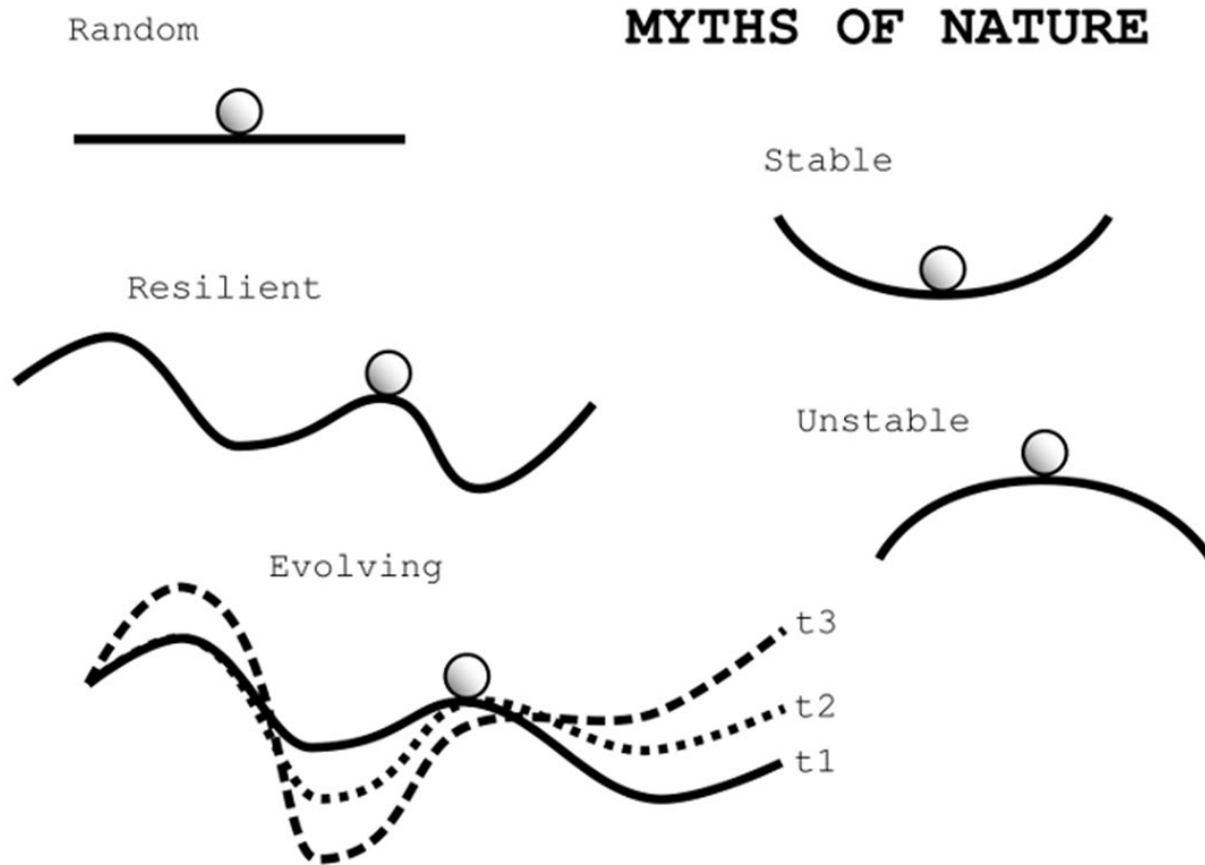 MYTHS OF NATURE
Random
Stable
Resilient
Unstable
Evolving
t3
t2
t1